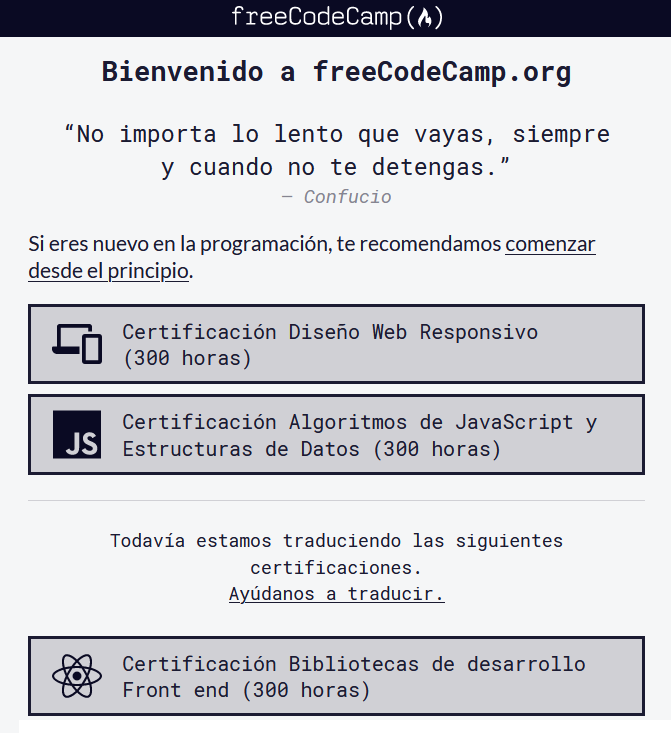 freeCodeCamp
Bienvenido a freeCodeCamp.org
“No importa lo lento que vayas, siempre
y cuando no te detengas.”
— Confucio
Si eres nuevo en la programación, te recomendamos comenzar
desde el principio.
Certificación Diseño Web Responsivo
(300 horas)
JS
Certificación Algoritmos de JavaScript y
Estructuras de Datos (300 horas)
Todavía estamos traduciendo las siguientes
certificaciones.
Ayúdanos a traducir.
Certificación Bibliotecas de desarrollo
Front end (300 horas)